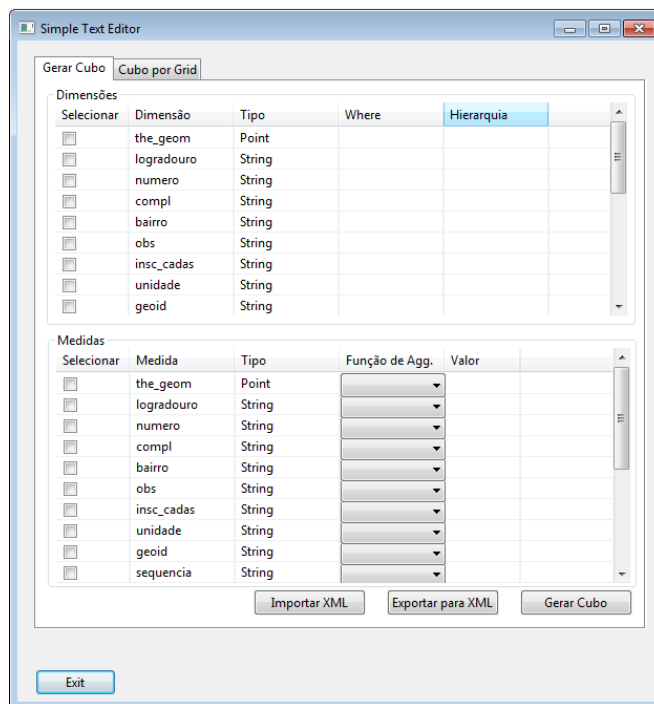 Simple Text Editor
Gerar Cubo Cubo por Grid
Dimensões
Selecionar Dimensão Tipo Where Hierarquia
the_geom Point
logradouro String
numero String
compl String
bairro String
obs String
insc_cadas String
unidade String
geoid String
Medidas
Selecionar Medida Tipo Função de Agg. Valor
the_geom Point
logradouro String
numero String
compl String
bairro String
obs String
insc_cadas String
unidade String
geoid String
sequencia String
Importar XML Exportar para XML Gerar Cubo
Exit